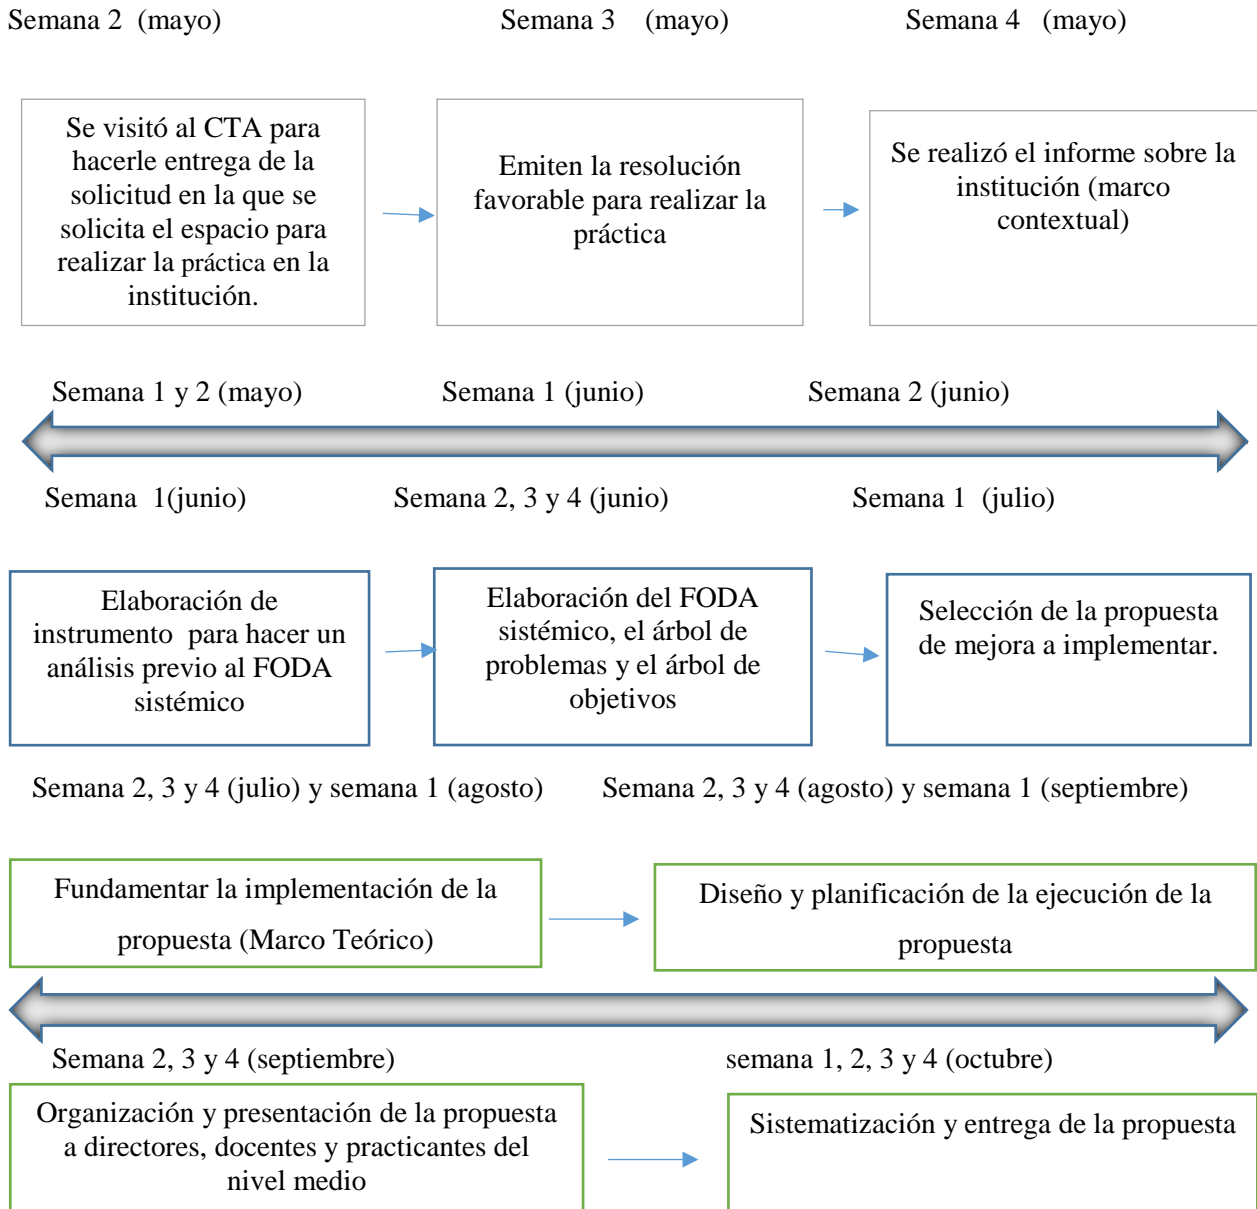 Semana 2  (mayo)
Semana 3   (mayo)
Semana 4   (mayo)
Se visitó al CTA para
hacerle entrega de la
solicitud en la que se
solicita el espacio para
realizar la práctica en la
institución.
Emiten la resolución
favorable para realizar la
práctica
Se realizó el informe sobre la
institución (marco
contextual)
Semana 1 y 2 (mayo)
Semana 1 (junio)
Semana 2 (junio)
Semana  1(junio)
Semana 2, 3 y 4 (junio)
Semana 1  (julio)
Elaboración de
instrumento  para hacer un
análisis previo al FODA
sistémico
Elaboración del FODA
sistémico, el árbol de
problemas y el árbol de
objetivos
Selección de la propuesta
de mejora a implementar.
Semana 2, 3 y 4 (julio) y semana 1 (agosto)
Semana 2, 3 y 4 (agosto) y semana 1 (septiembre)
Fundamentar la implementación de la
propuesta (Marco Teórico)
Diseño y planificación de la ejecución de la
propuesta
Semana 2, 3 y 4 (septiembre)
semana 1, 2, 3 y 4 (octubre)
Organización y presentación de la propuesta
a directores, docentes y practicantes del
nivel medio
Sistematización y entrega de la propuesta